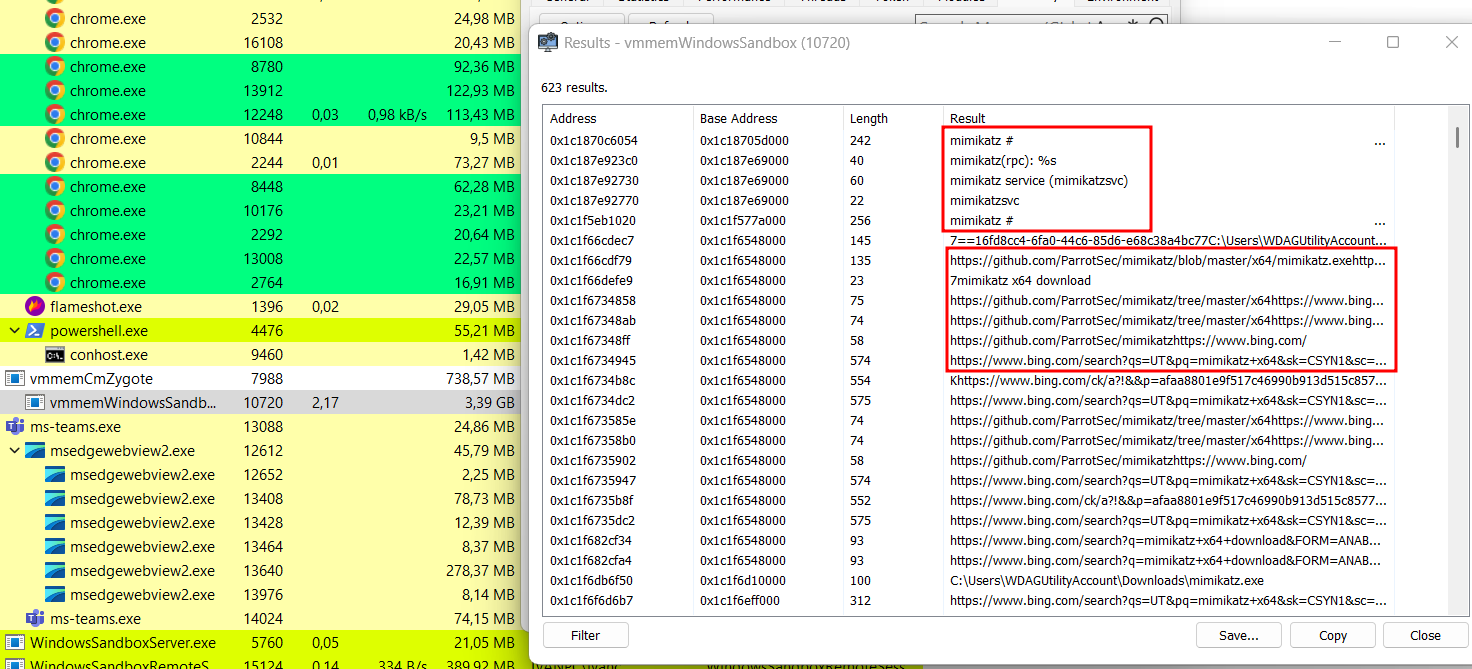 chrome.exe 2532 24,98 MB
chrome.exe 16108 20,43 MB
chrome.exe 8780 92,36 MB
chrome.exe 13912 122,93 MB
chrome.exe 12248 0,03 0,98 kB/s 113,43 MB
chrome.exe 10844 9,5 MB
chrome.exe 2244 0,01 73,27 MB
chrome.exe 8448 62,28 MB
chrome.exe 10176 23,21 MB
chrome.exe 2292 20,64 MB
chrome.exe 13008 22,57 MB
chrome.exe 2764 16,91 MB
flameshot.exe 1396 0,02 29,05 MB
powershell.exe 4476 55,21 MB
conhost.exe 9460 1,42 MB
vmmemCmZygote 7988 738,57 MB
vmmemWindowsSandb... 10720 2,17 3,39 GB
ms-teams.exe 13088 24,86 MB
msedgewebview2.exe 12612 45,79 MB
msedgewebview2.exe 12652 2,25 MB
msedgewebview2.exe 13408 78,73 MB
msedgewebview2.exe 13428 12,39 MB
msedgewebview2.exe 13464 8,37 MB
msedgewebview2.exe 13640 278,37 MB
msedgewebview2.exe 13976 8,14 MB
ms-teams.exe 14024 74,15 MB
WindowsSandboxServer.exe 5760 0,05 21,05 MB
WindowsSandboxRemoteS... 15124 0,14 334 B/s 389,92 MB
Results - vmmemWindowsSandbox (10720)
623 results.
Address Base Address Length Result
0x1c1870c6054 0x1c18705d000 242 mimikatz # ...
0x1c187e923c0 0x1c187e69000 40 mimikatz(rpc): %s
0x1c187e92730 0x1c187e69000 60 mimikatz service (mimikatzsvc)
0x1c187e92770 0x1c187e69000 22 mimikatzsvc
0x1c1f5eb1020 0x1c1f577a000 256 mimikatz # ...
0x1c1f66cdec7 0x1c1f6548000 145 7==16fd8cc4-6fa0-44c6-85d6-e68c38a4bc77C:\Users\WDAGUtilityAccount...
0x1c1f66cdf79 0x1c1f6548000 135 https://github.com/ParrotSec/mimikatz/blob/master/x64/mimikatz.exehttp...
0x1c1f66defe9 0x1c1f6548000 23 7mimikatz x64 download
0x1c1f6734858 0x1c1f6548000 75 https://github.com/ParrotSec/mimikatz/tree/master/x64https://www.bing...
0x1c1f67348ab 0x1c1f6548000 74 https://github.com/ParrotSec/mimikatz/tree/master/x64https://www.bing...
0x1c1f67348ff 0x1c1f6548000 58 https://github.com/ParrotSec/mimikatzhttps://www.bing.com/
0x1c1f6734945 0x1c1f6548000 574 https://www.bing.com/search?qs=UT&pq=mimikatz+x64&sk=CSYN1&sc=...
0x1c1f6734b8c 0x1c1f6548000 554 Khttps://www.bing.com/ck/a?!&&p=afaa8801e9f517c46990b913d515c857...
0x1c1f6734dc2 0x1c1f6548000 575 https://www.bing.com/search?qs=UT&pq=mimikatz+x64&sk=CSYN1&sc=...
0x1c1f673585e 0x1c1f6548000 74 https://github.com/ParrotSec/mimikatz/tree/master/x64https://www.bing...
0x1c1f67358b0 0x1c1f6548000 74 https://github.com/ParrotSec/mimikatz/tree/master/x64https://www.bing...
0x1c1f6735902 0x1c1f6548000 58 https://github.com/ParrotSec/mimikatzhttps://www.bing.com/
0x1c1f6735947 0x1c1f6548000 574 https://www.bing.com/search?qs=UT&pq=mimikatz+x64&sk=CSYN1&sc=...
0x1c1f6735b8f 0x1c1f6548000 552 https://www.bing.com/ck/a?!&&p=afaa8801e9f517c46990b913d515c8577...
0x1c1f6735dc2 0x1c1f6548000 575 https://www.bing.com/search?qs=UT&pq=mimikatz+x64&sk=CSYN1&sc=...
0x1c1f682cf34 0x1c1f6548000 93 https://www.bing.com/search?q=mimikatz+x64+download&FORM=ANAB...
0x1c1f682cfa4 0x1c1f6548000 93 https://www.bing.com/search?q=mimikatz+x64+download&FORM=ANAB...
0x1c1f6db6f50 0x1c1f6d10000 100 C:\Users\WDAGUtilityAccount\Downloads\mimikatz.exe
0x1c1f6f6d6b7 0x1c1f6eff000 312 https://www.bing.com/search?qs=UT&pq=mimikatz+x64&sk=CSYN1&sc=...
Filter Save... Copy Close